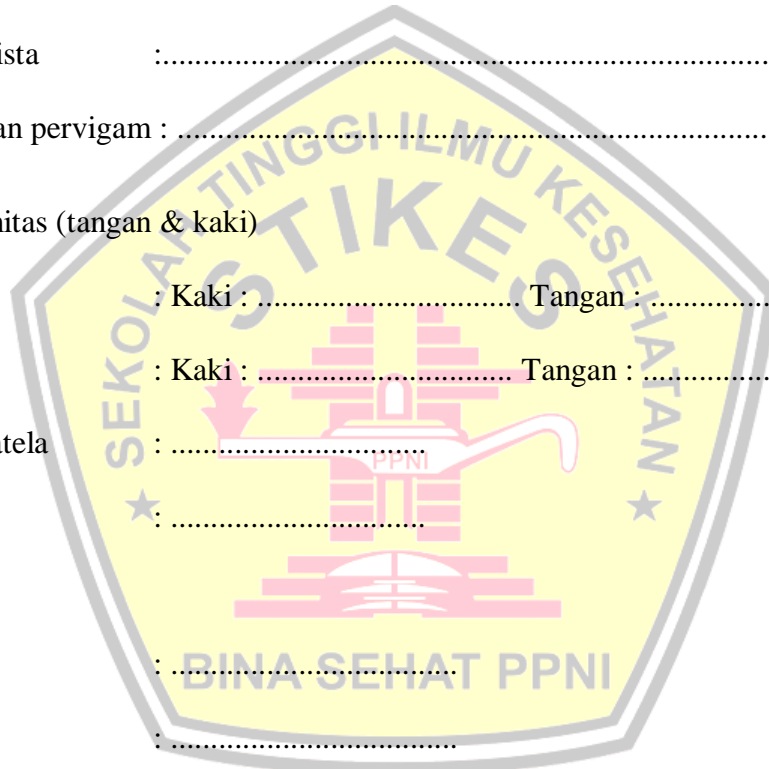 ista :............................................................................
an pervigam : ..........................................................................
itas (tangan & kaki)
: Kaki : ................................. Tangan : ...............
: Kaki : ................................ Tangan : ................
atela : ................................
: ................................
: ....................................
: ....................................
SEKOLAH TINGGI ILMU KESEHATAN
STIKES
PPNI
BINA SEHAT PPNI